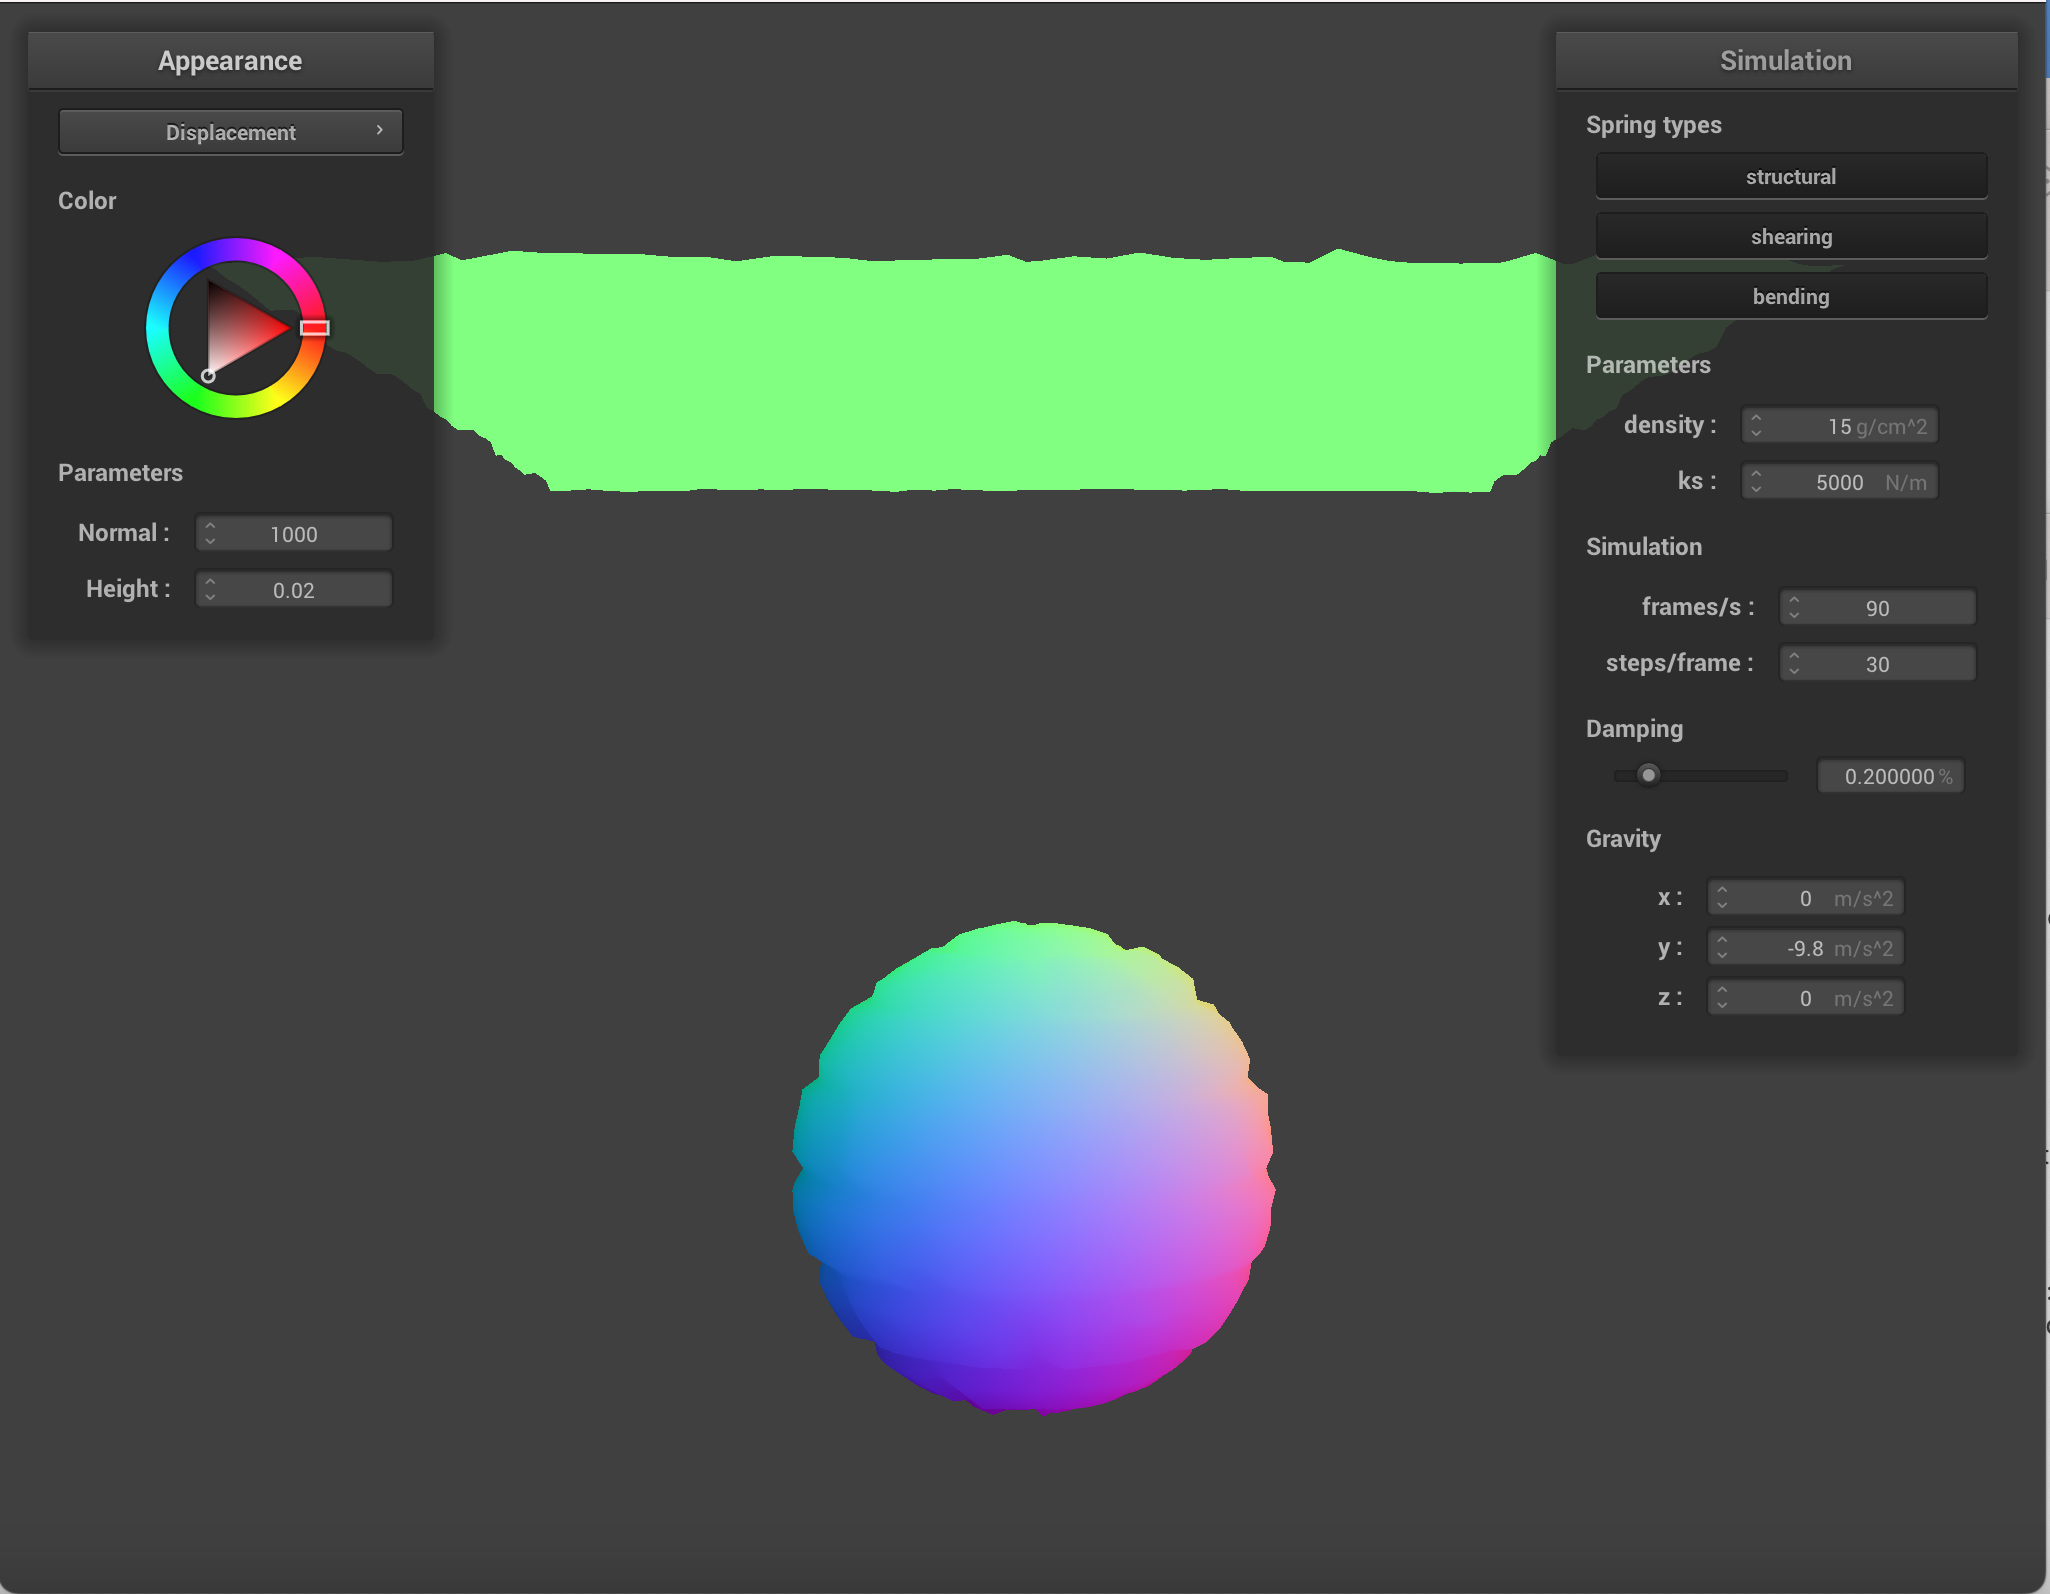 Appearance
Displacement
Color
Parameters
Normal : 1000
Height : 0.02
Simulation
Spring types
structural
shearing
bending
Parameters
density : 15 g/cm^2
ks : 5000 N/m
Simulation
frames/s : 90
steps/frame : 30
Damping
0.200000 %
Gravity
x : 0 m/s^2
y : -9.8 m/s^2
z : 0 m/s^2